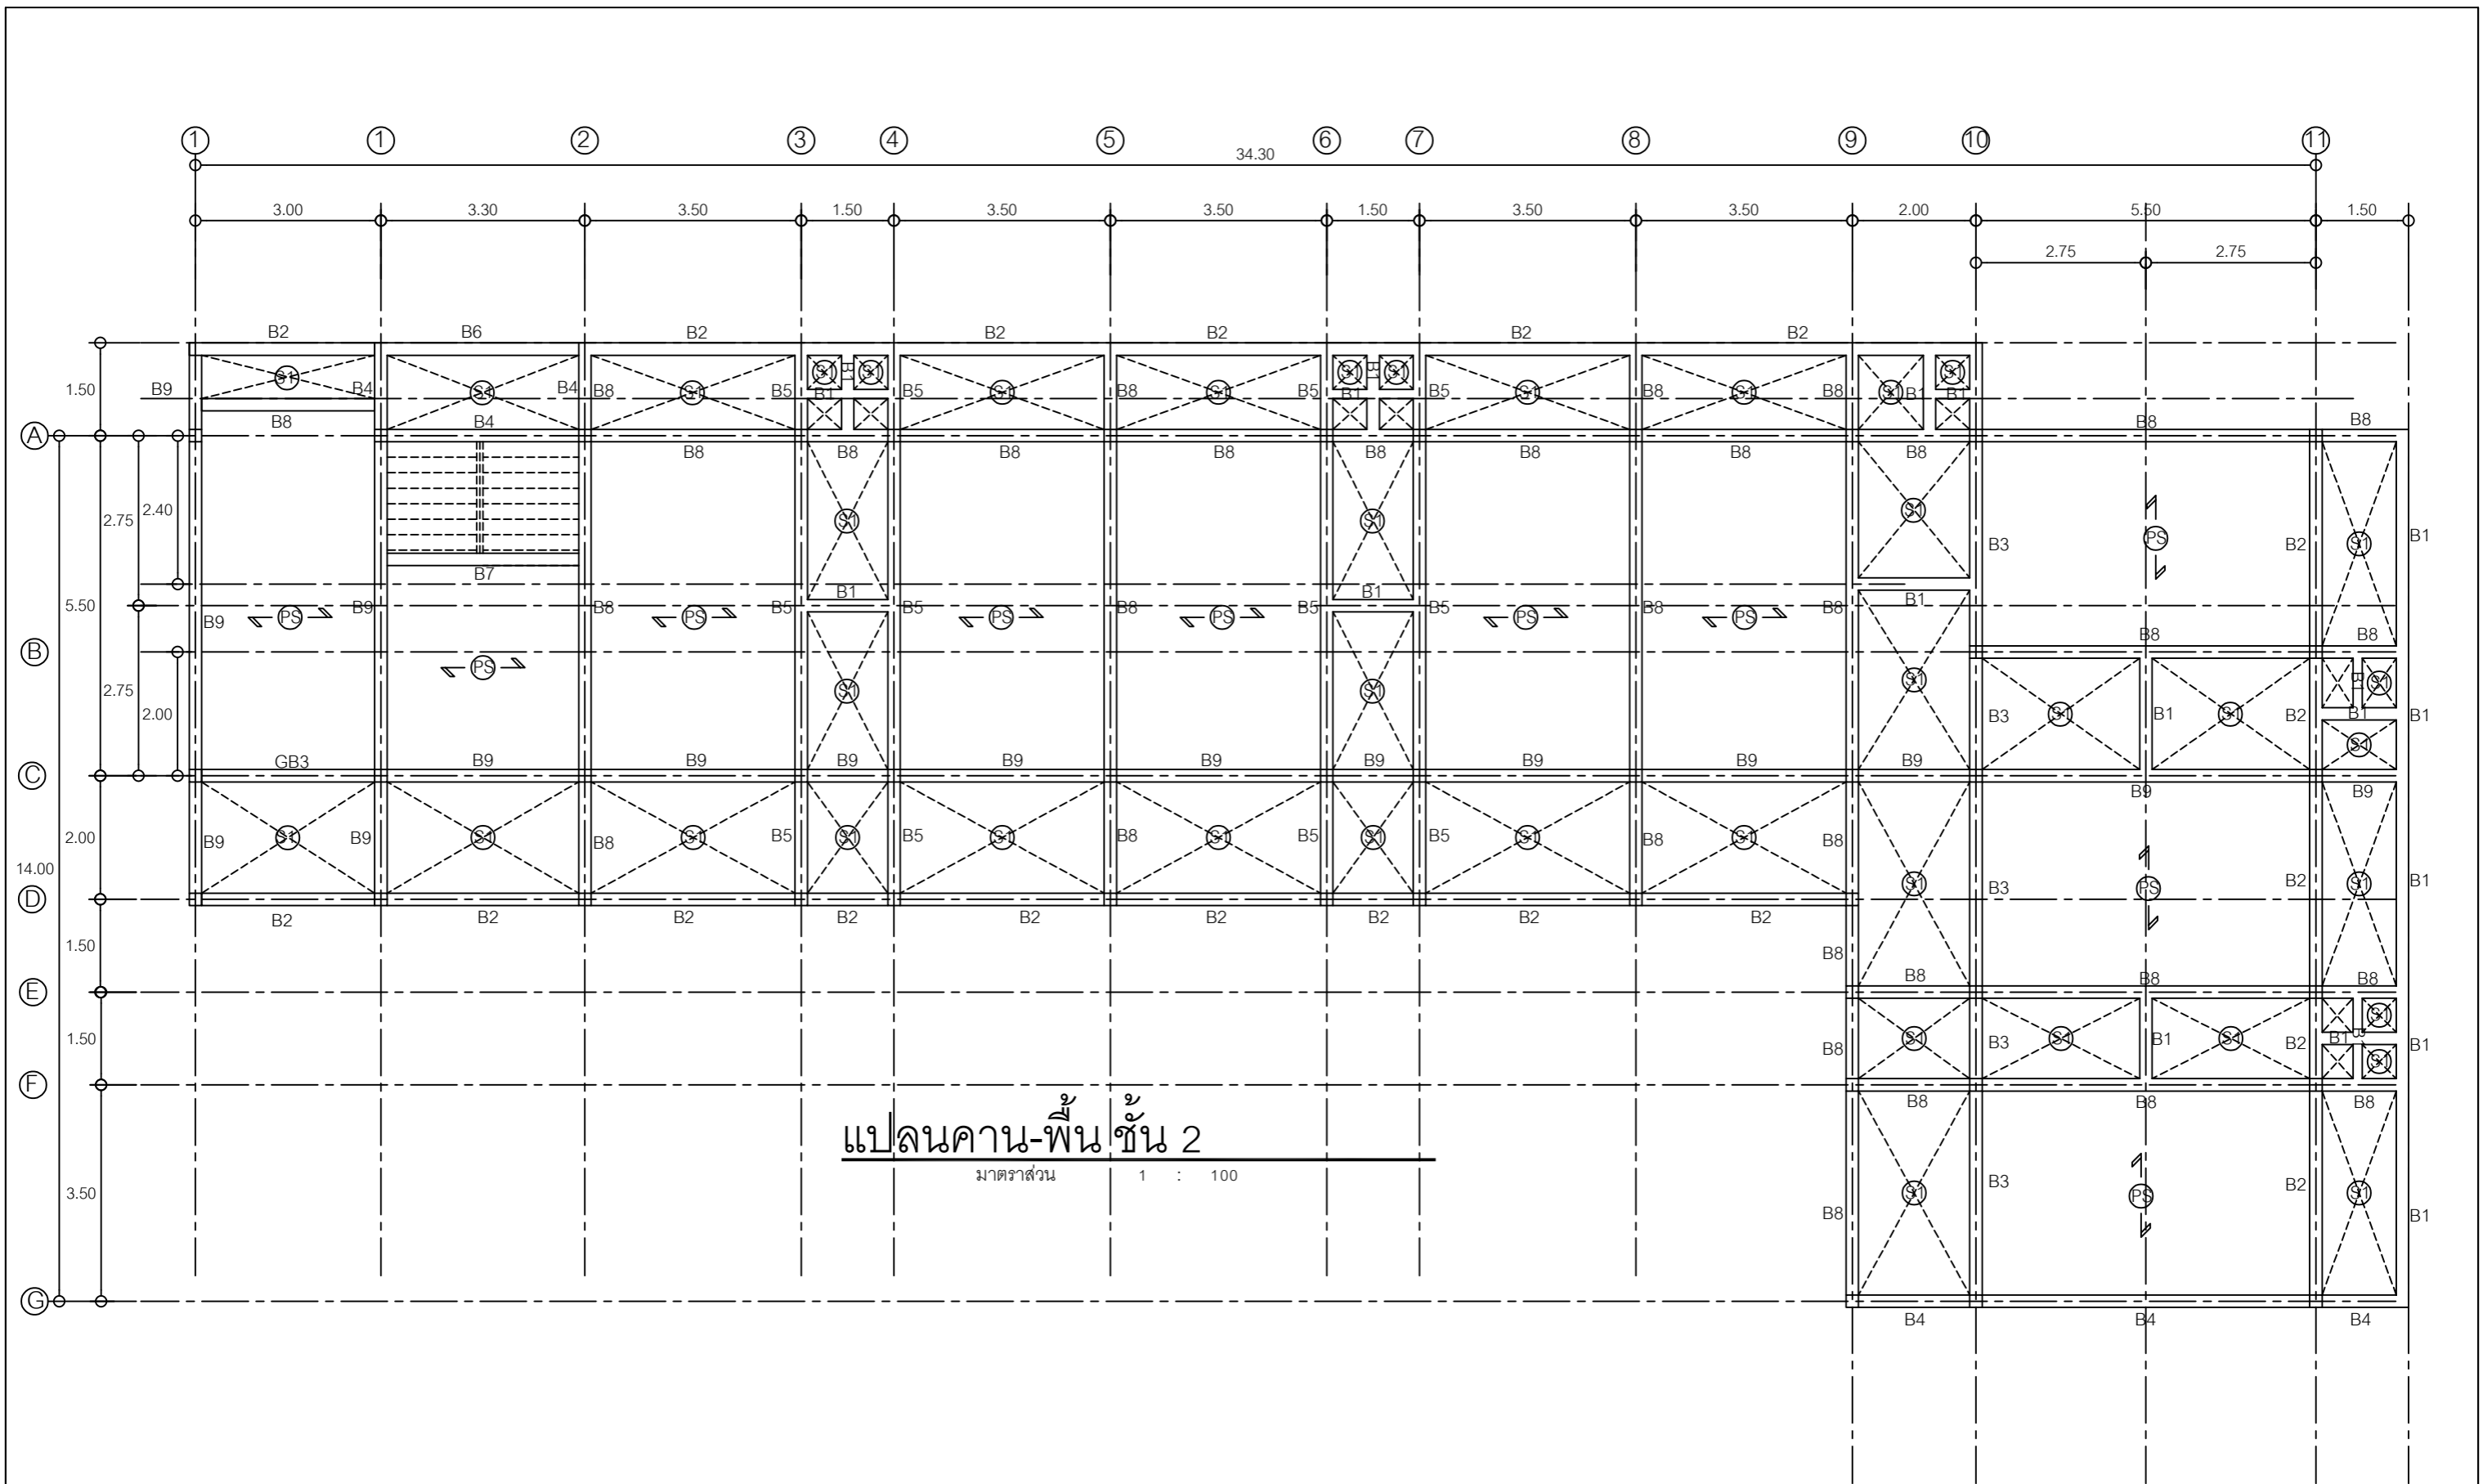 1 1 2 3 4 5 6 7 8 9 10 11
34.30
3.00 3.30 3.50 1.50 3.50 3.50 1.50 3.50 3.50 2.00 5.50 1.50
2.75 2.75
B2 B6 B2 B2 B2 B2 B2
S1 S1 S1 S1 S1
1.50 B9 B4 S1 B4 B8 S1 B5 B1 B1 B5 S1 B8 S1 B5 B1 B5 S1 B8 S1 B8 S1 B1 B1
B8 B4 B8 B8
A
B8 B8 B8 B8 B8 B8 B8 B8
2.75 2.40 S1 S1 S1
B3 PS B2 S1 B1
B7
B1 B1 B1
5.50 B9 PS B9 B8 PS B5 B5 PS B8 PS B5 B5 PS B8 PS B8
B8 B8
B
PS
2.75 2.00 S1 S1 S1 B3 S1 B1 S1 B2 B1 S1 B1 B1
S1
GB3 B9 B9 B9 B9 B9 B9 B9 B9 B9
C
B9 B9
2.00 B9 S1 B9 S1 B8 S1 B5 S1 B5 S1 B8 S1 B5 S1 B5 S1 B8 S1 B8
14.00
S1 B3 PS B2 S1 B1
D
B2 B2 B2 B2 B2 B2 B2 B2 B2
1.50 B8
B8 B8 B8
E
S1
1.50 B8 S1 B3 S1 B1 S1 B2 B1 B1
S1
F
B8 B8 B8
แปลนคาน-พื้น ชั้น 2
มาตราส่วน 1 : 100
3.50 B8 S1 B3 PS B2 S1 B1
G
B4 B4 B4